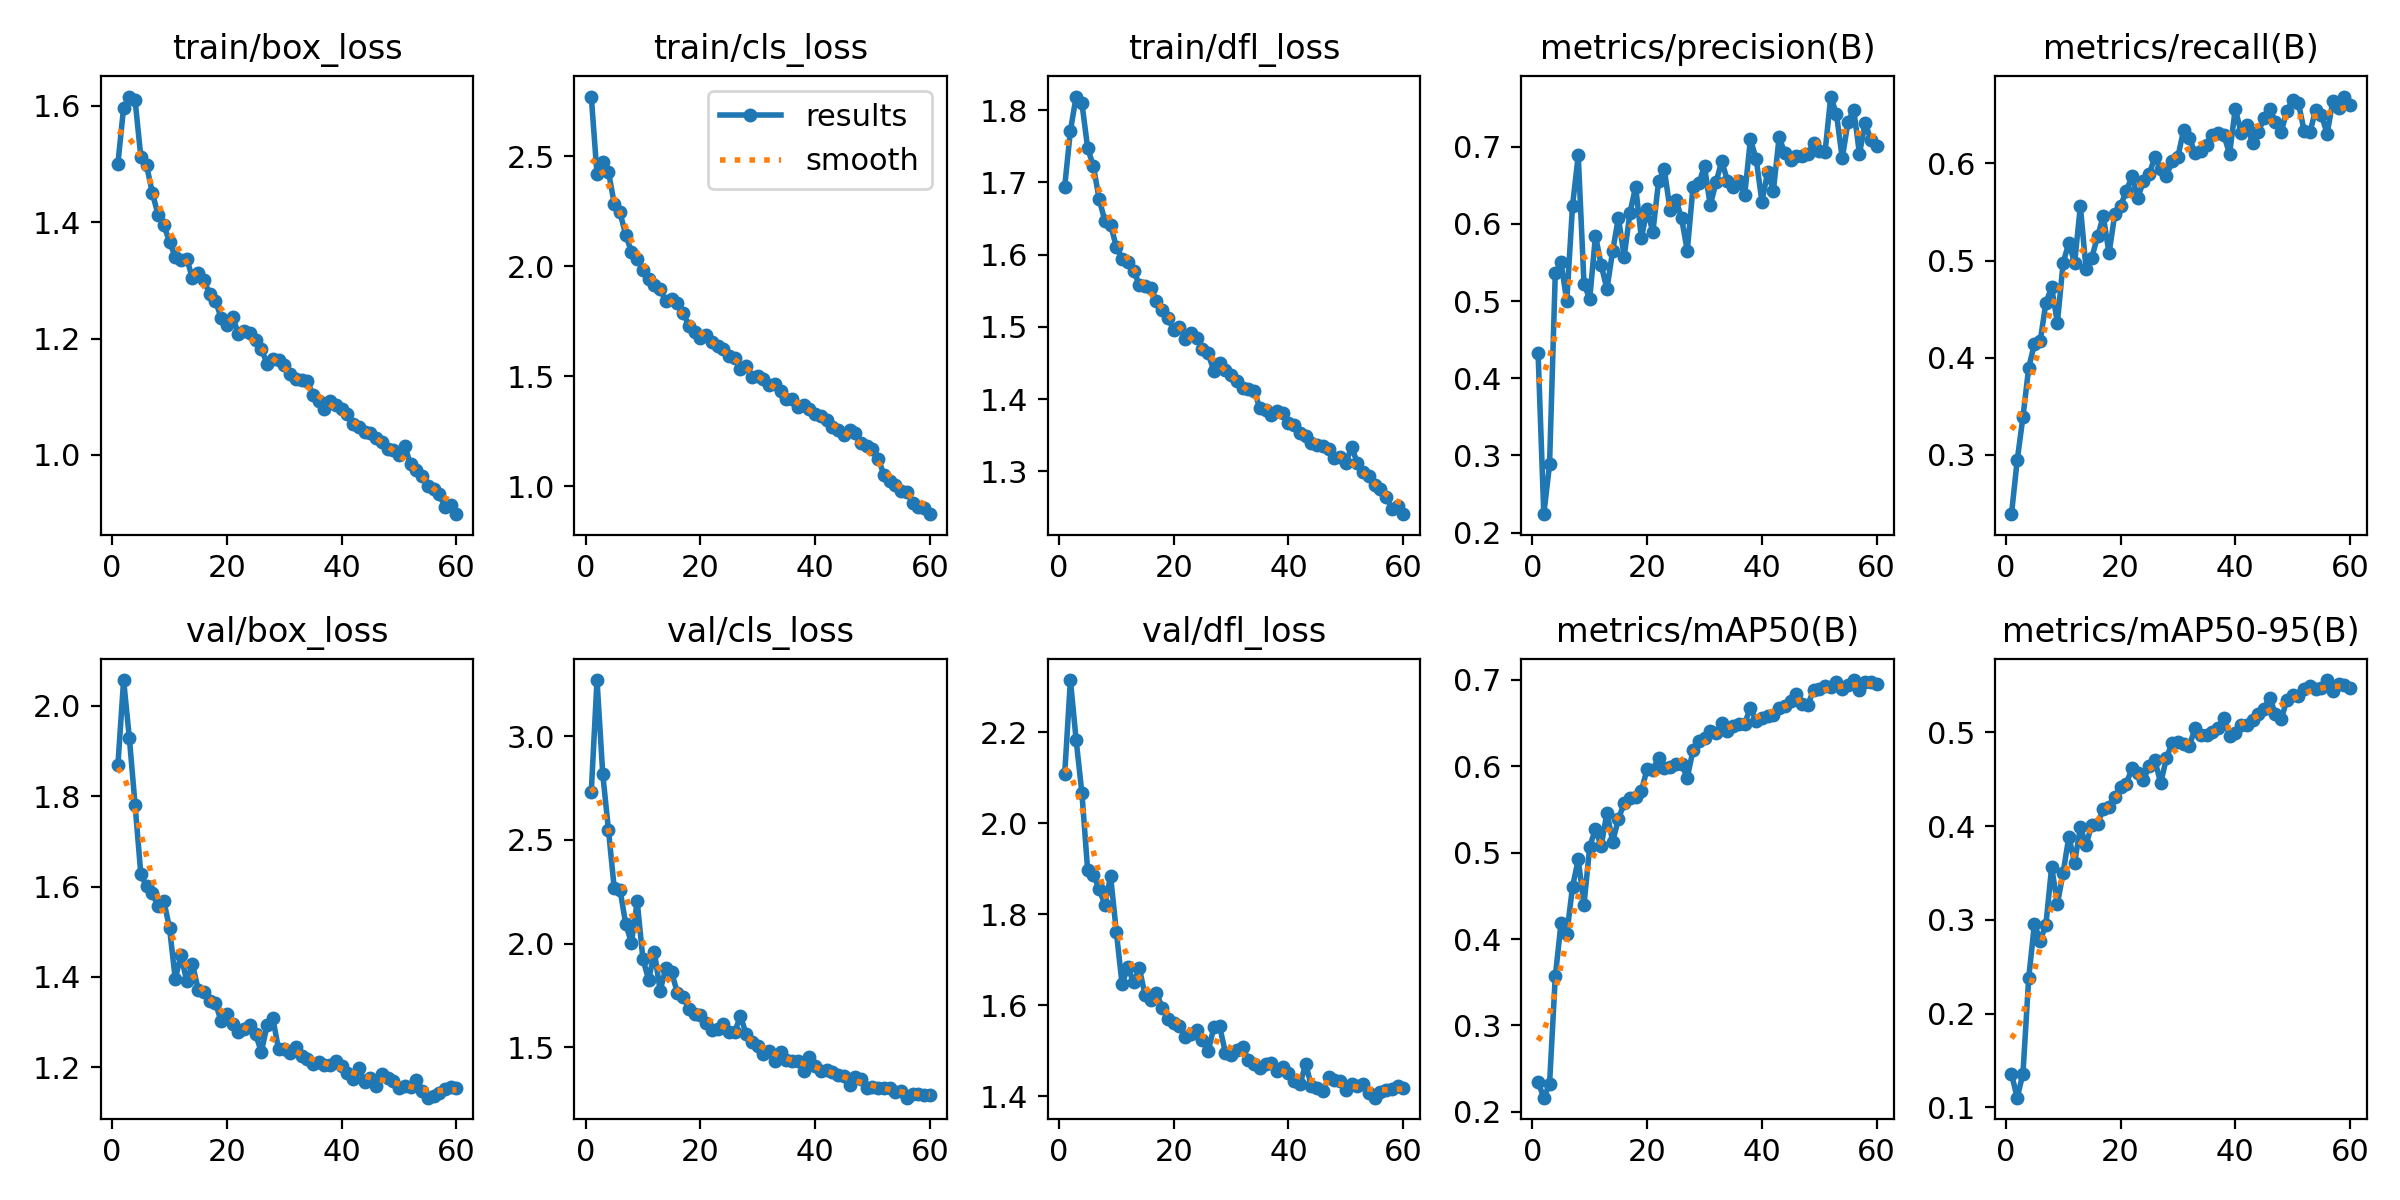 train/box_loss
1.6
1.4
1.2
1.0
0 20 40 60
train/cls_loss
results
smooth
2.5
2.0
1.5
1.0
0 20 40 60
train/dfl_loss
1.8
1.7
1.6
1.5
1.4
1.3
0 20 40 60
metrics/precision(B)
0.7
0.6
0.5
0.4
0.3
0.2
0 20 40 60
metrics/recall(B)
0.6
0.5
0.4
0.3
0 20 40 60
val/box_loss
2.0
1.8
1.6
1.4
1.2
0 20 40 60
val/cls_loss
3.0
2.5
2.0
1.5
0 20 40 60
val/dfl_loss
2.2
2.0
1.8
1.6
1.4
0 20 40 60
metrics/mAP50(B)
0.7
0.6
0.5
0.4
0.3
0.2
0 20 40 60
metrics/mAP50-95(B)
0.5
0.4
0.3
0.2
0.1
0 20 40 60